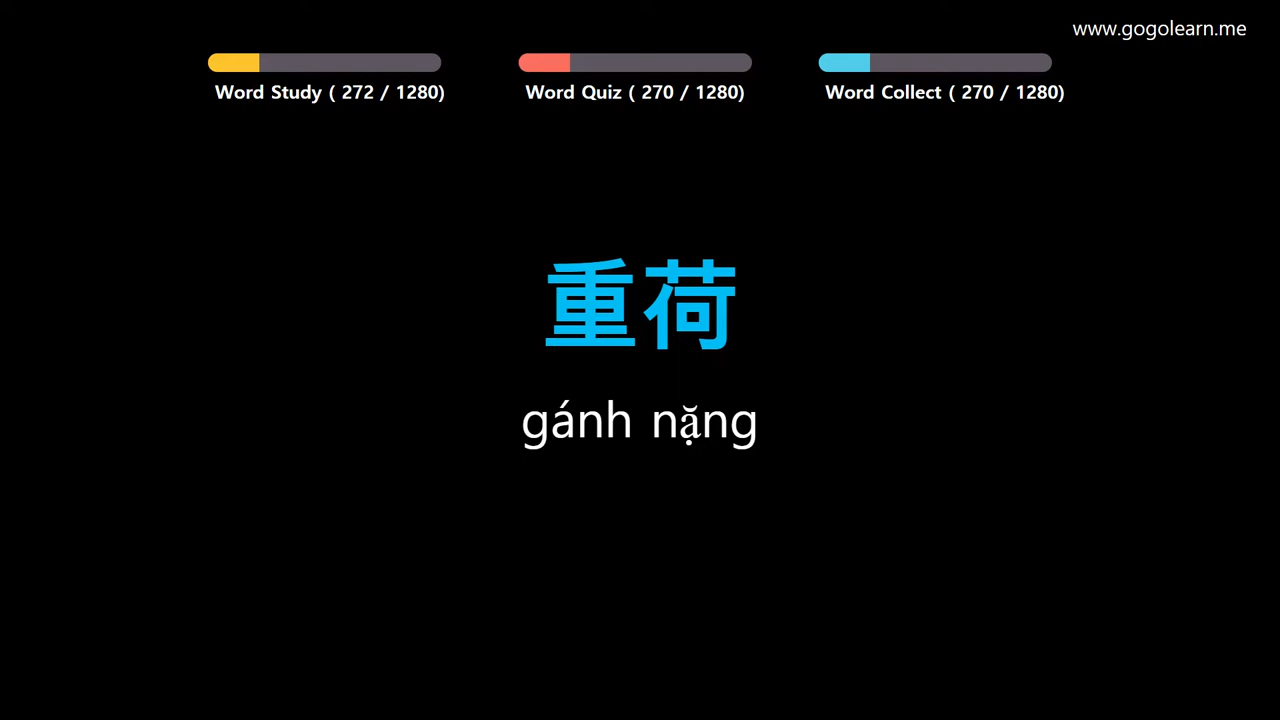 www.gogolearn.me
Word Study ( 272 / 1280)
Word Quiz ( 270 / 1280)
Word Collect ( 270 / 1280)
重荷
gánh nặng